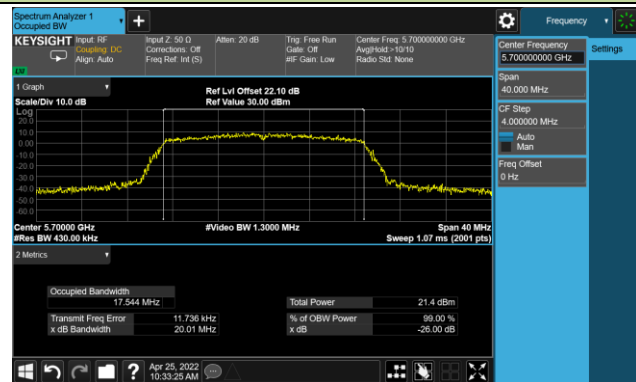 Spectrum Analyzer 1
Occupied BW
+
Frequency
KEYSIGHT
Input: RF
Coupling: DC
Align: Auto
Input Z: 50 Ω
Corrections: Off
Freq Ref: Int (S)
Atten: 20 dB
Trig: Free Run
Gate: Off
#IF Gain: Low
Center Freq: 5.700000000 GHz
Avg|Hold:>10/10
Radio Std: None
Center Frequency
5.700000000 GHz
Settings
Span
40.000 MHz
CF Step
4.000000 MHz
Auto
Man
Freq Offset
0 Hz
1 Graph
Scale/Div 10.0 dB
Ref Lvl Offset 22.10 dB
Ref Value 30.00 dBm
Log
20.0
10.0
0.00
-10.0
-20.0
-30.0
-40.0
-50.0
-60.0
Center 5.70000 GHz
#Video BW 1.3000 MHz
Span 40 MHz
#Res BW 430.00 kHz
Sweep 1.07 ms (2001 pts)
2 Metrics
Occupied Bandwidth
17.544 MHz
Total Power
21.4 dBm
Transmit Freq Error
11.736 kHz
% of OBW Power
99.00 %
x dB Bandwidth
20.01 MHz
x dB
-26.00 dB
?
Apr 25, 2022
10:33:25 AM